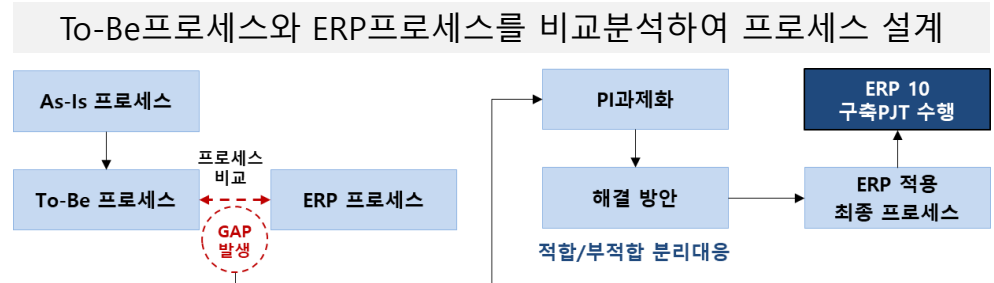 To-Be프로세스와 ERP프로세스를 비교분석하여 프로세스 설계
As-Is 프로세스
To-Be 프로세스
프로세스
비교
GAP
발생
ERP 프로세스
PI과제화
해결 방안
적합/부적합 분리대응
ERP 10
구축PJT 수행
ERP 적용
최종 프로세스